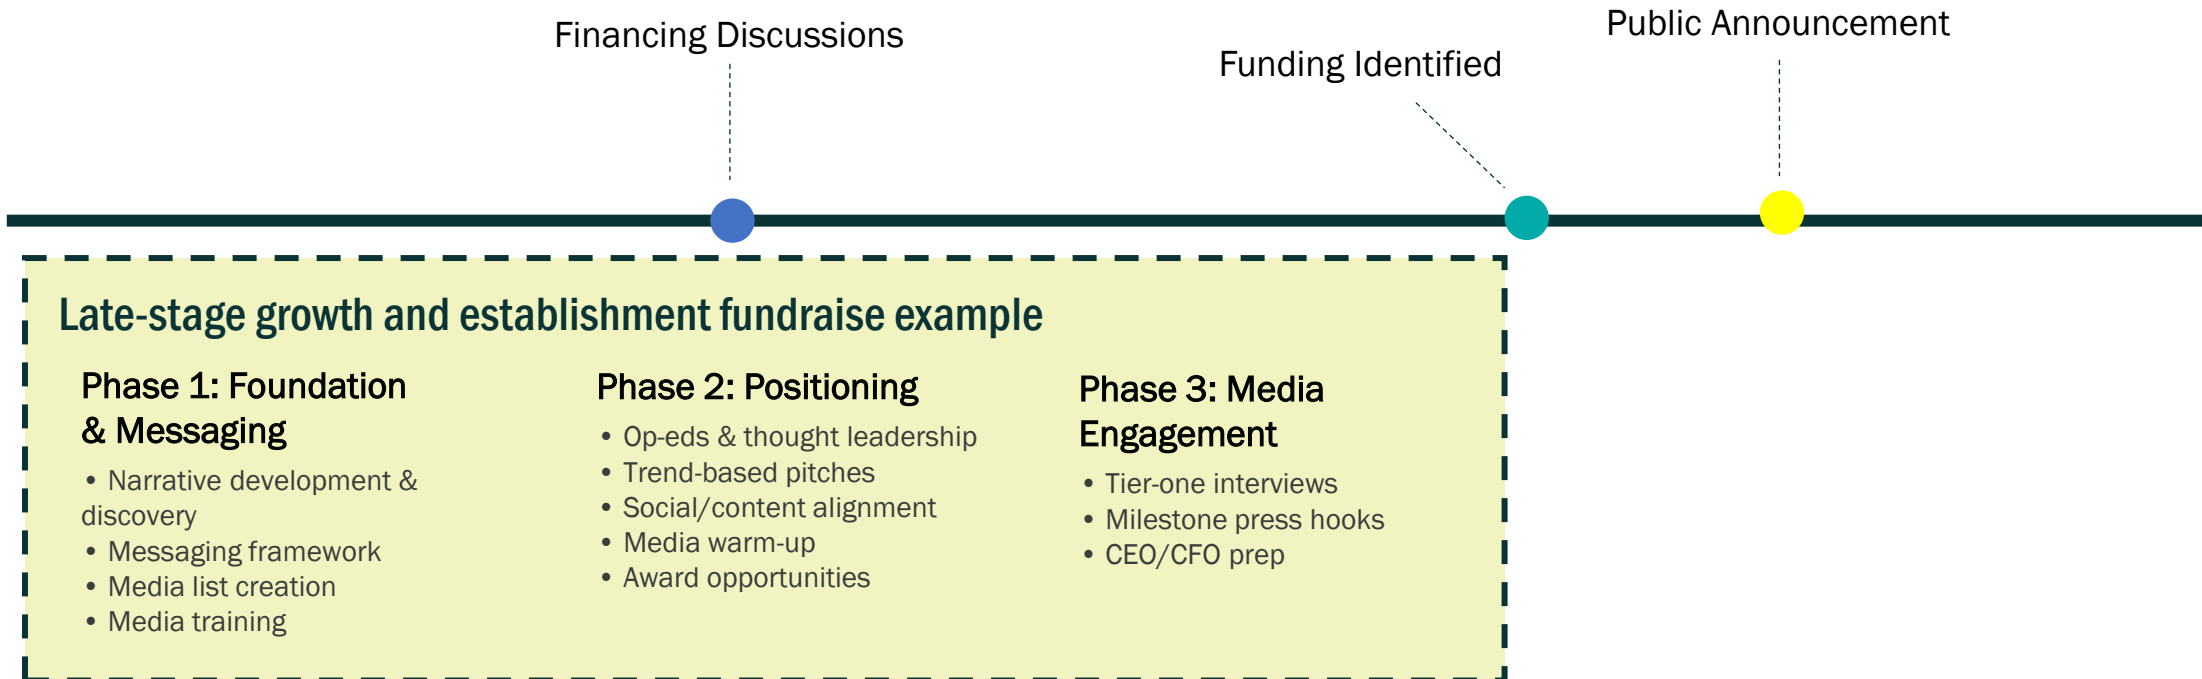 Financing Discussions
Funding Identified
Public Announcement
Late-stage growth and establishment fundraise example
Phase 1: Foundation
& Messaging
• Narrative development &
discovery
• Messaging framework
• Media list creation
• Media training
Phase 2: Positioning
• Op-eds & thought leadership
• Trend-based pitches
• Social/content alignment
• Media warm-up
• Award opportunities
Phase 3: Media
Engagement
• Tier-one interviews
• Milestone press hooks
• CEO/CFO prep